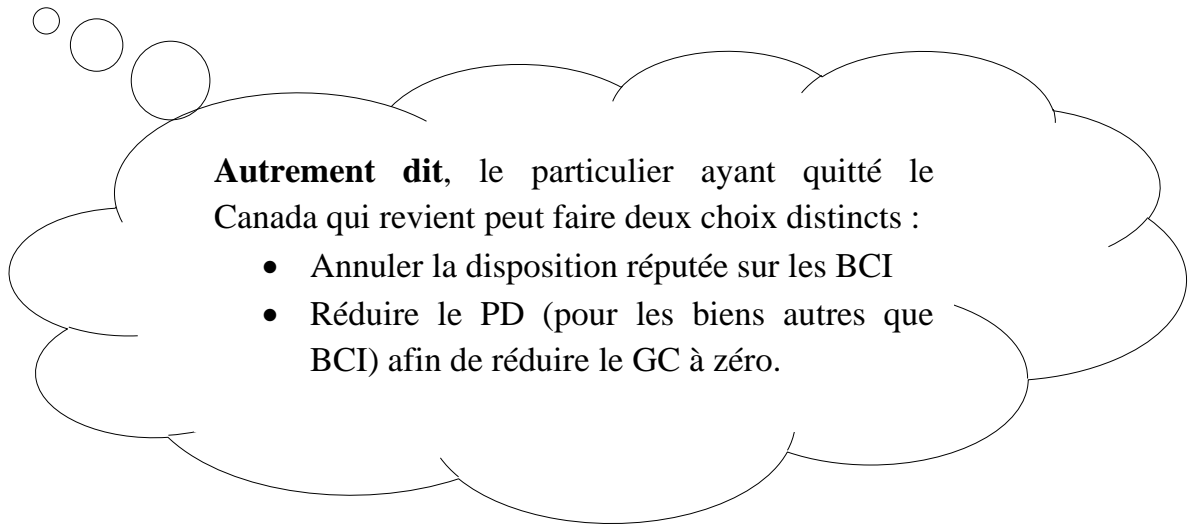 Autrement dit, le particulier ayant quitté le
Canada qui revient peut faire deux choix distincts :
• Annuler la disposition réputée sur les BCI
• Réduire le PD (pour les biens autres que
BCI) afin de réduire le GC à zéro.